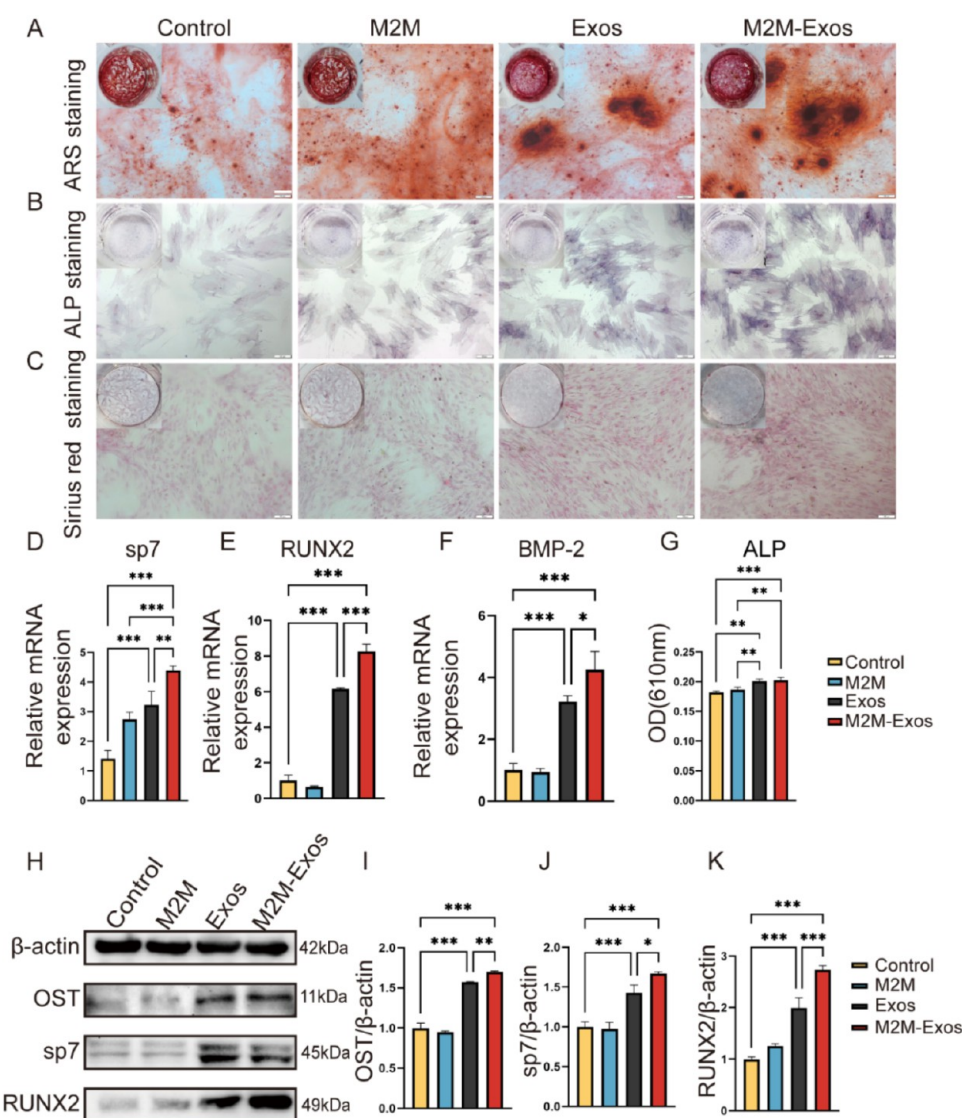 A
Control
M2M
Exos
M2M-Exos
ARS staining
B
ALP staining
C
Sirius red staining
D
sp7
Relative mRNA
expression
***
***
***
**
5
4
3
2
1
0
E
RUNX2
Relative mRNA
expression
***
***
***
10
8
6
4
2
0
F
BMP-2
Relative mRNA
expression
***
***
*
6
4
2
0
G
ALP
OD(610nm)
***
**
**
**
0.25
0.20
0.15
0.10
0.05
0.00
Control
M2M
Exos
M2M-Exos
H
Control
M2M
Exos
M2M-Exos
β-actin
42kDa
OST
11kDa
sp7
45kDa
RUNX2
49kDa
I
OST/β-actin
***
***
**
2.0
1.5
1.0
0.5
0.0
J
sp7/β-actin
***
***
*
2.0
1.5
1.0
0.5
0.0
K
RUNX2/β-actin
***
***
***
3
2
1
0
Control
M2M
Exos
M2M-Exos